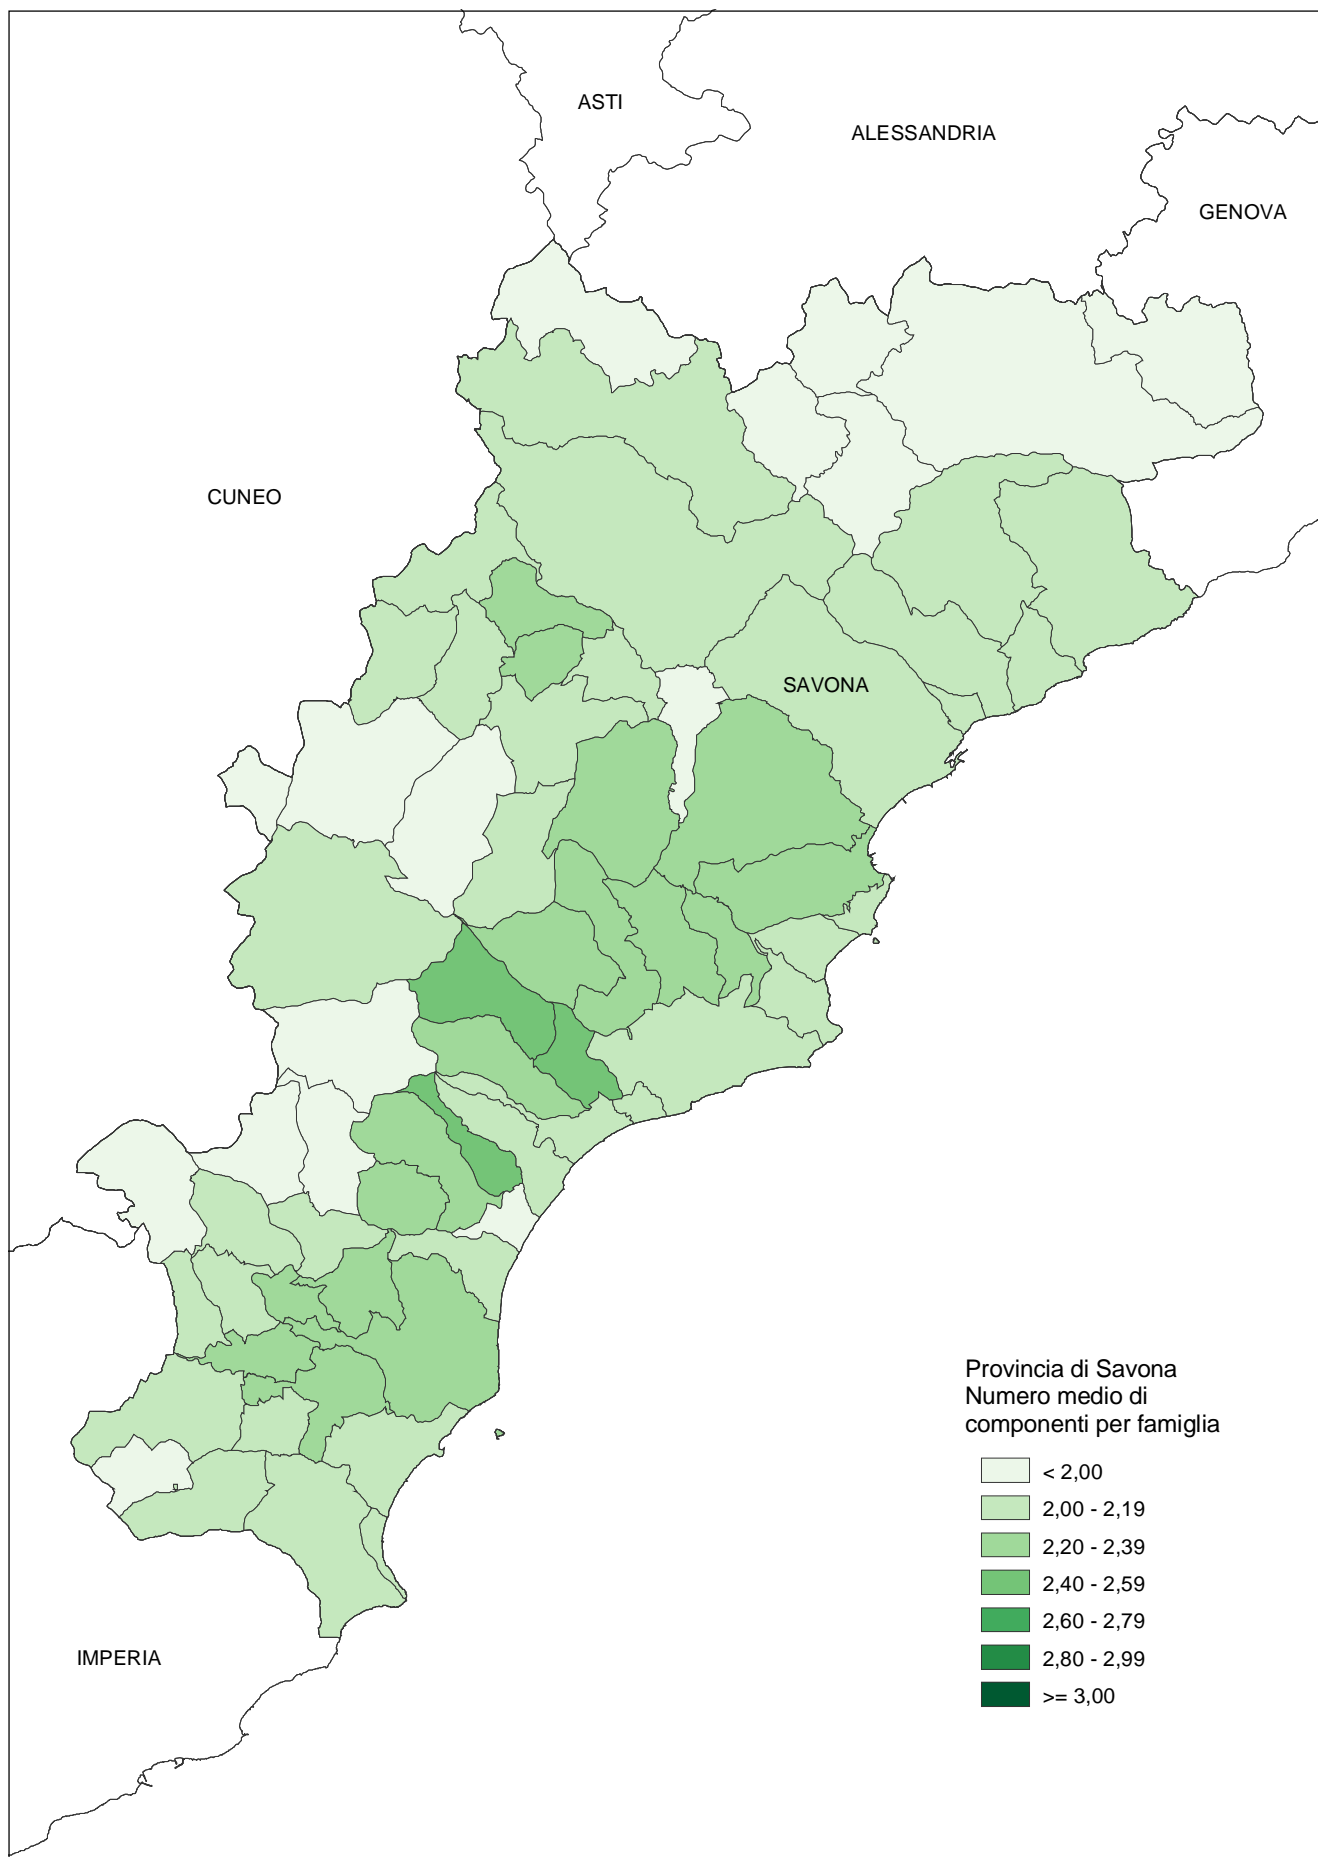 ASTI
ALESSANDRIA
GENOVA
CUNEO
SAVONA
IMPERIA
Provincia di Savona
Numero medio di
componenti per famiglia
< 2,00
2,00 - 2,19
2,20 - 2,39
2,40 - 2,59
2,60 - 2,79
2,80 - 2,99
>= 3,00